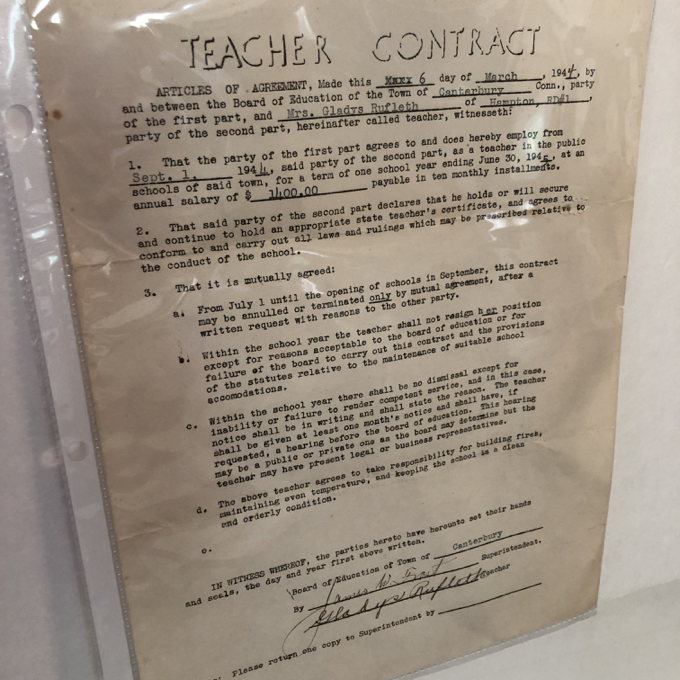 TEACHER CONTRACT
ARTICLES OF AGREEMENT, Made this 6 day of March, 1944, by
and between the Board of Education of the Town of Canterbury Conn., party
of the first part, and Mrs. Gladys Rufleth of Hampton, RD#1,
party of the second part, hereinafter called teacher, witnesseth:
1. That the party of the first part agrees to and does hereby employ from
Sept. 1. 1944, said party of the second part, as a teacher in the public
schools of said town, for a term of one school year ending June 30, 1945, at an
annual salary of $ 1400.00 payable in ten monthly installments.
2. That said party of the second part declares that he holds or will secure
and continue to hold an appropriate state teacher's certificate, and agrees to
conform to and carry out all laws and rulings which may be prescribed relative to
the conduct of the school.
3. That it is mutually agreed:
a. From July 1 until the opening of schools in September, this contract
may be annulled or terminated only by mutual agreement, after a
written request with reasons to the other party.
b. Within the school year the teacher shall not resign her position
except for reasons acceptable to the board of education or for
failure of the board to carry out this contract and the provisions
of the statutes relative to the maintenance of suitable school
accomodations.
c. Within the school year there shall be no dismissal except for
inability or failure to render competent service, and in this case,
notice shall be in writing and shall state the reason. The teacher
shall be given at least one month's notice and shall have, if
requested, a hearing before the board of education. This hearing
may be a public or private one as the board may determine but the
teacher may have present legal or business representatives.
d. The above teacher agrees to take responsibility for building fires,
maintaining even temperature, and keeping the school in a clean
and orderly condition.
e.
IN WITNESS WHEREOF, the parties hereto have hereunto set their hands
and seals, the day and year first above written.
Board of Education of Town of Canterbury
By James W. Superintendent.
Gladys Rufleth Teacher
Please return one copy to Superintendent by